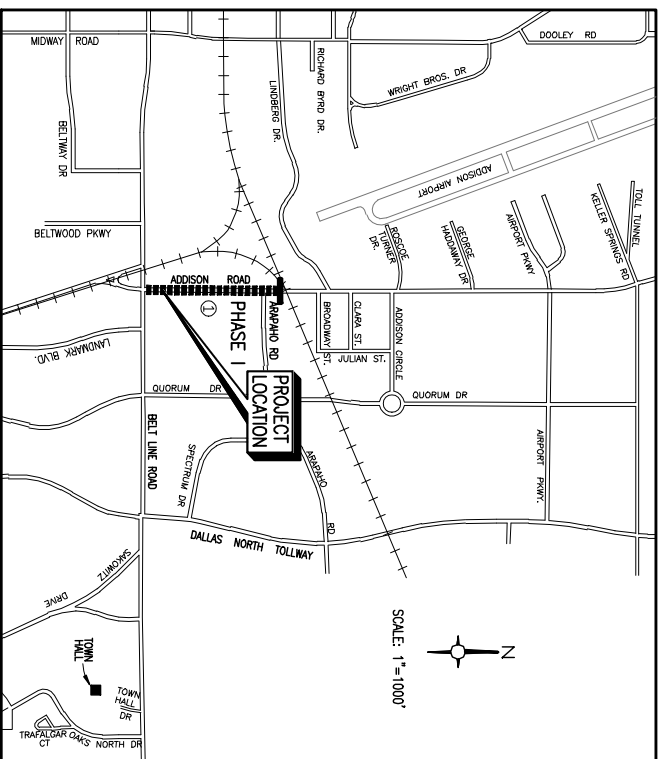 MIDWAY ROAD
DOOLEY RD
RICHARD BYRD DR.
WRIGHT BROS. DR
LINDBERG DR.
BELTWAY DR
ADDISON AIRPORT
TOLL TUNNEL
KELLER SPRINGS RD
AIRPORT PKWY
GEORGE
HADDAWAY DR
ROSCOE
TURNER
DR.
BELTWOOD PKWY
ADDISON ROAD
1
PHASE I
ARAPAHO RD
BROADWAY ST.
CLARA ST.
ADDISON CIRCLE
JULIAN ST.
LANDMARK BLVD.
PROJECT
LOCATION
QUORUM DR
QUORUM DR
AIRPORT PKWY.
BELT LINE ROAD
SPECTRUM DR
ARAPAHO RD
DALLAS NORTH TOLLWAY
SAKOWITZ DRIVE
SCALE: 1"=1000'
N
TOWN
HALL
TOWN
HALL
DR
TRAFALGAR
CT
OAKS NORTH DR